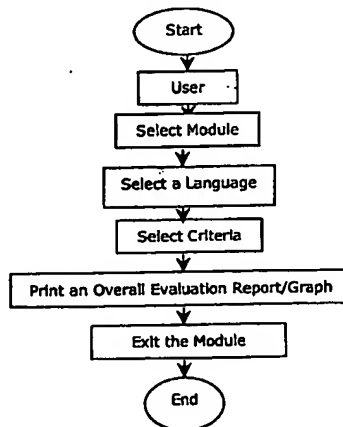 Start
User
Select Module
Select a Language
Select Criteria
Print an Overall Evaluation Report/Graph
Exit the Module
End